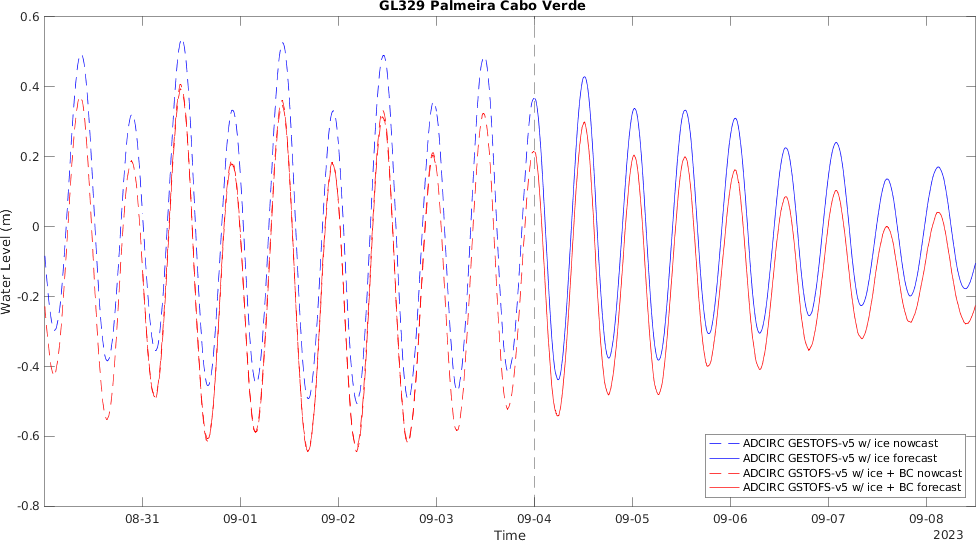 GL329 Palmeira Cabo Verde
0.6
0.4
0.2
0
-0.2
-0.4
-0.6
-0.8
Water Level (m)
ADCIRC GESTOFS-v5 w/ ice nowcast
ADCIRC GESTOFS-v5 w/ ice forecast
ADCIRC GSTOFS-v5 w/ ice + BC nowcast
ADCIRC GSTOFS-v5 w/ ice + BC forecast
08-31 09-01 09-02 09-03 09-04 09-05 09-06 09-07 09-08
Time
2023